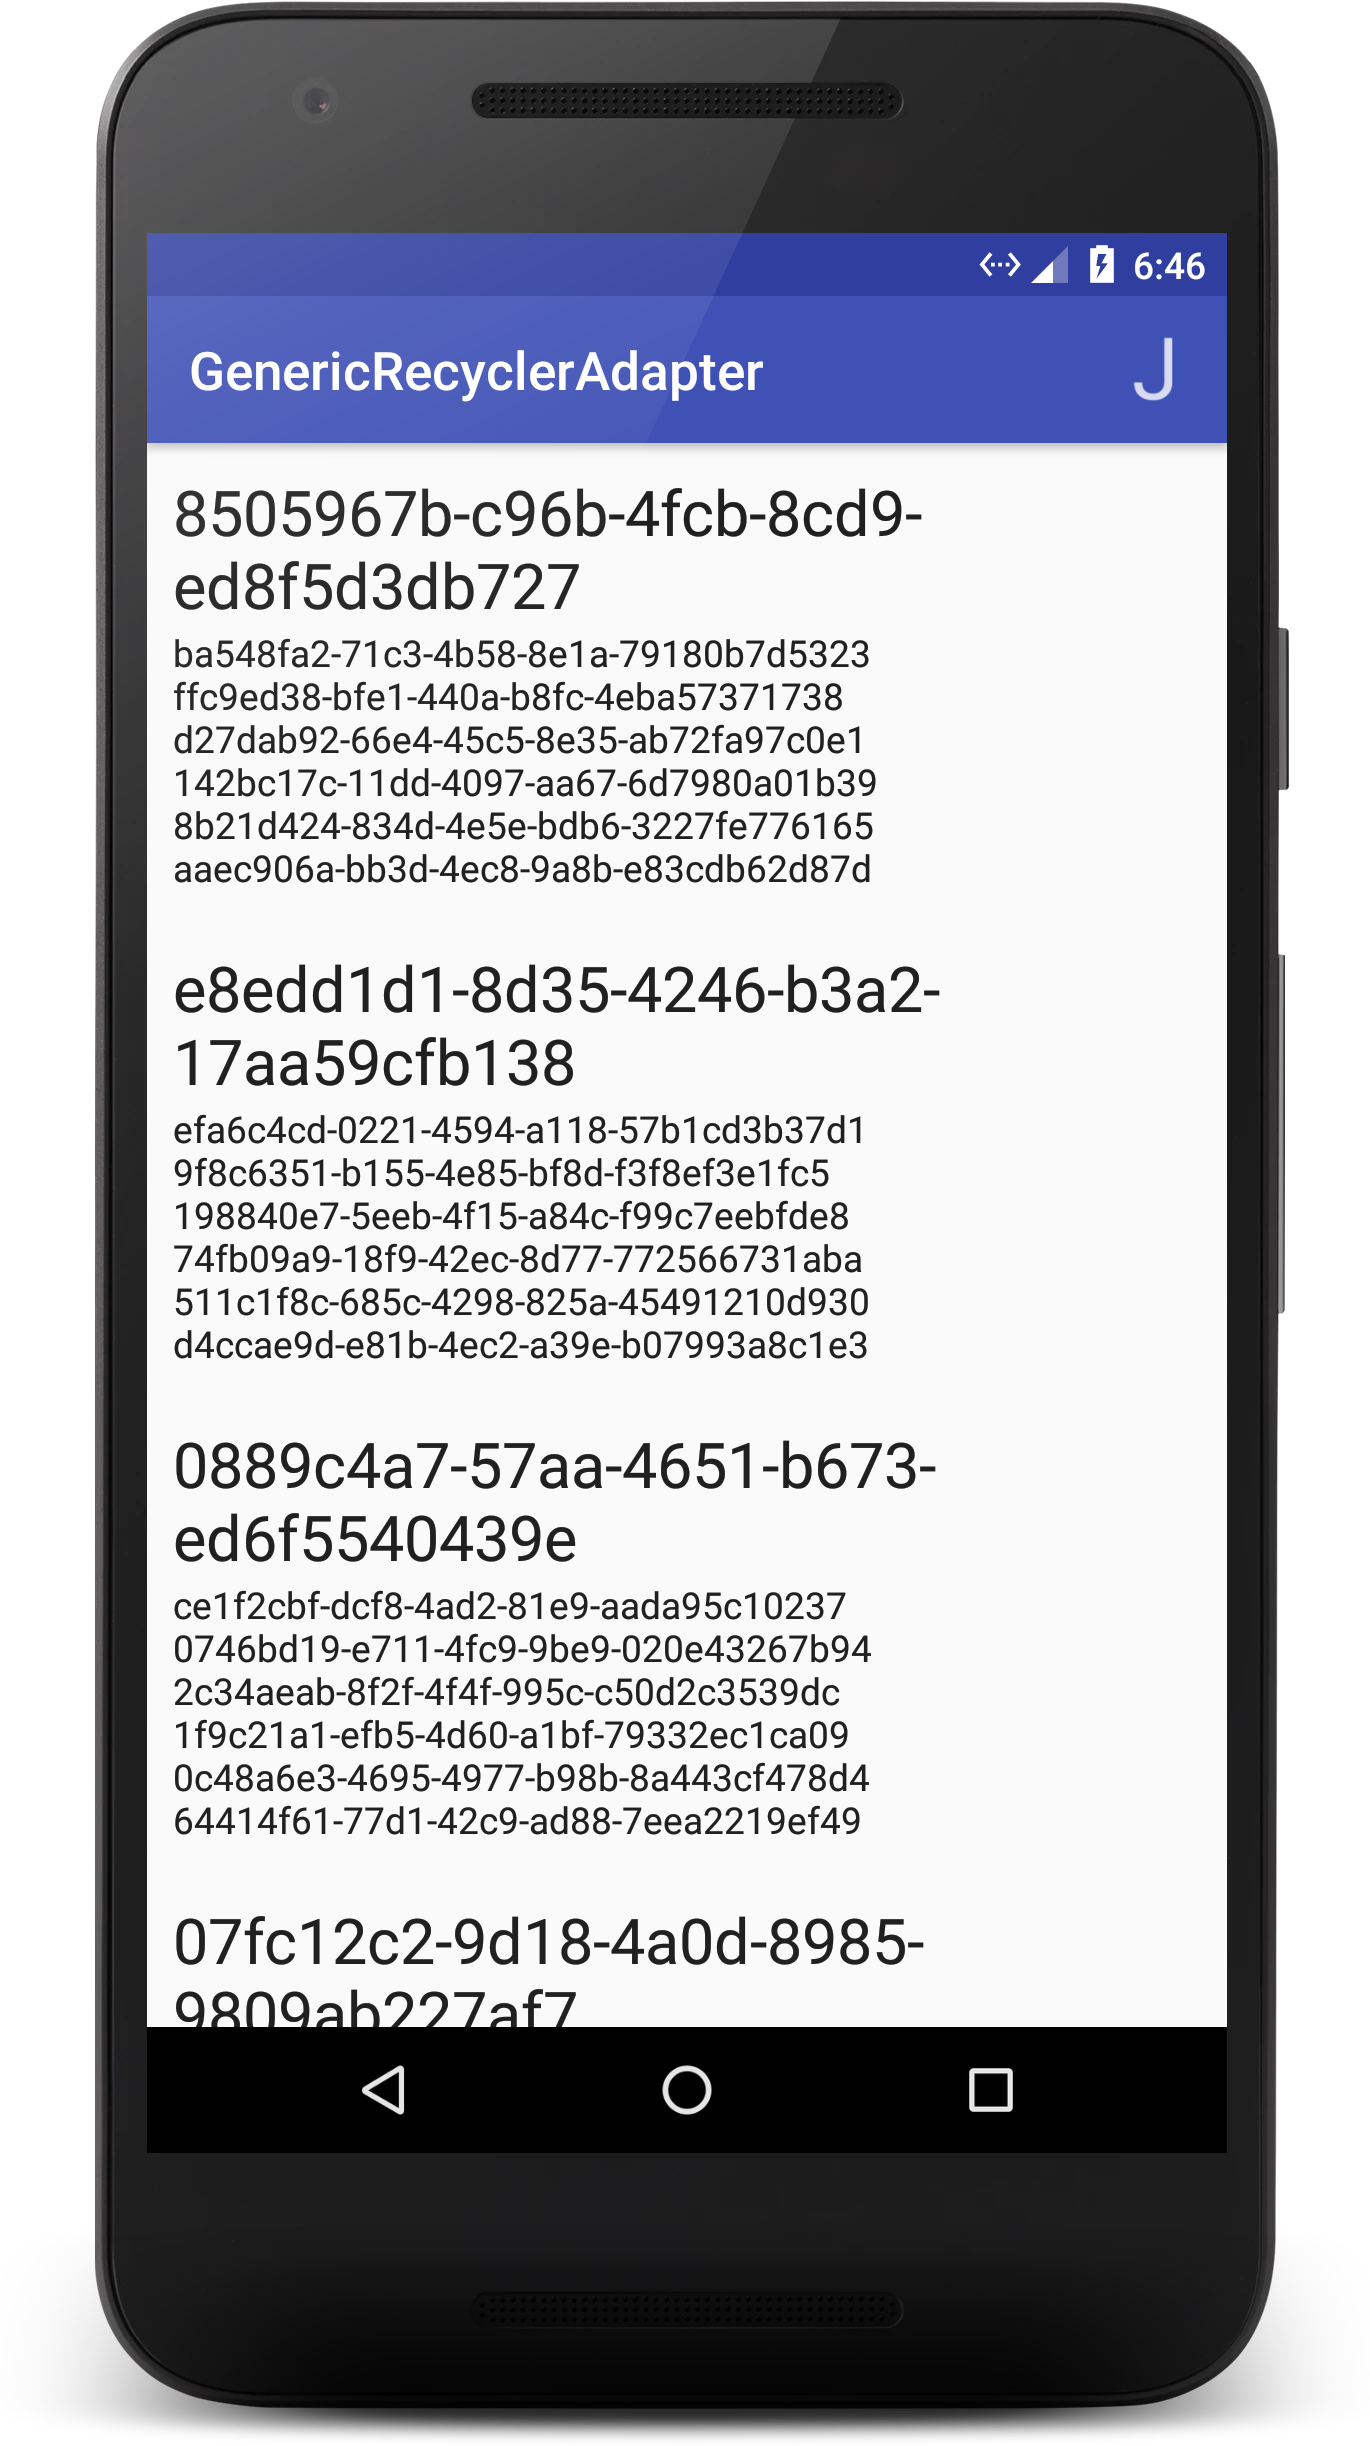 6:46
GenericRecyclerAdapter
J
8505967b-c96b-4fcb-8cd9-
ed8f5d3db727
ba548fa2-71c3-4b58-8e1a-79180b7d5323
ffc9ed38-bfe1-440a-b8fc-4eba57371738
d27dab92-66e4-45c5-8e35-ab72fa97c0e1
142bc17c-11dd-4097-aa67-6d7980a01b39
8b21d424-834d-4e5e-bdb6-3227fe776165
aaec906a-bb3d-4ec8-9a8b-e83cdb62d87d
e8edd1d1-8d35-4246-b3a2-
17aa59cfb138
efa6c4cd-0221-4594-a118-57b1cd3b37d1
9f8c6351-b155-4e85-bf8d-f3f8ef3e1fc5
198840e7-5eeb-4f15-a84c-f99c7eebfde8
74fb09a9-18f9-42ec-8d77-772566731aba
511c1f8c-685c-4298-825a-45491210d930
d4ccae9d-e81b-4ec2-a39e-b07993a8c1e3
0889c4a7-57aa-4651-b673-
ed6f5540439e
ce1f2cbf-dcf8-4ad2-81e9-aada95c10237
0746bd19-e711-4fc9-9be9-020e43267b94
2c34aeab-8f2f-4f4f-995c-c50d2c3539dc
1f9c21a1-efb5-4d60-a1bf-79332ec1ca09
0c48a6e3-4695-4977-b98b-8a443cf478d4
64414f61-77d1-42c9-ad88-7eea2219ef49
07fc12c2-9d18-4a0d-8985-
9809ab227af7